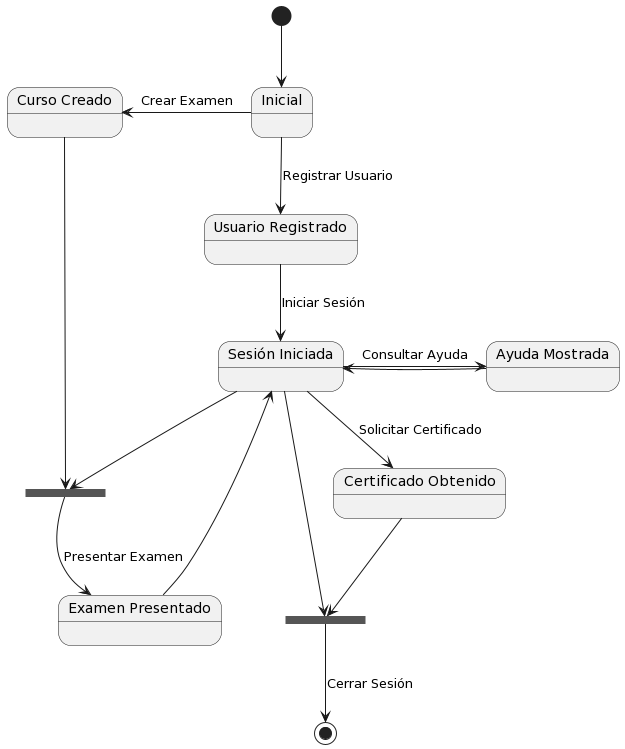 Curso Creado
Crear Examen
Inicial
Registrar Usuario
Usuario Registrado
Iniciar Sesión
Sesión Iniciada
Consultar Ayuda
Ayuda Mostrada
Solicitar Certificado
Certificado Obtenido
Presentar Examen
Examen Presentado
Cerrar Sesión